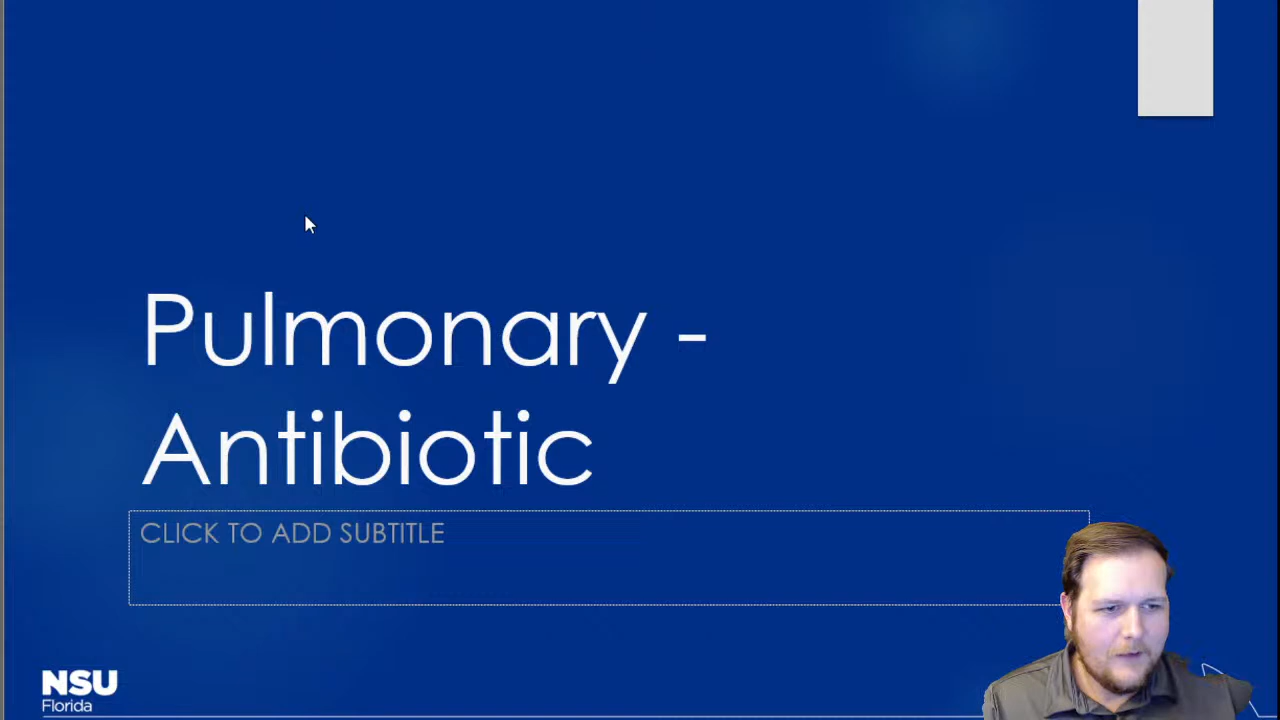 Pulmonary -
Antibiotic
CLICK TO ADD SUBTITLE
NSU
Florida